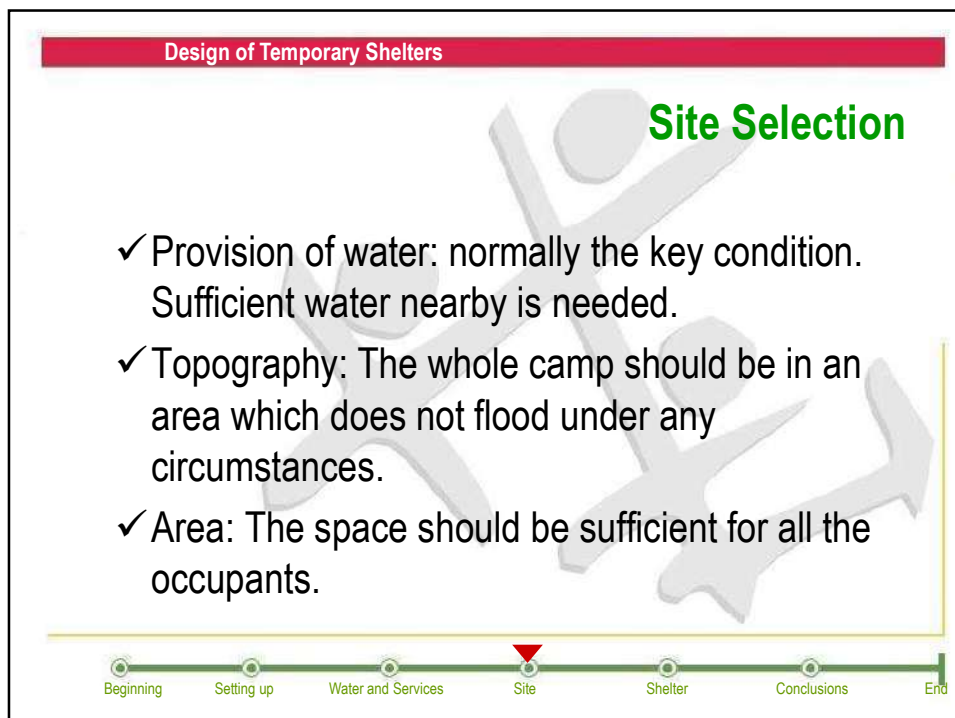 Design of Temporary Shelters
Site Selection
✓ Provision of water: normally the key condition.
Sufficient water nearby is needed.
✓ Topography: The whole camp should be in an
area which does not flood under any
circumstances.
✓ Area: The space should be sufficient for all the
occupants.
Beginning Setting up Water and Services Site Shelter Conclusions End